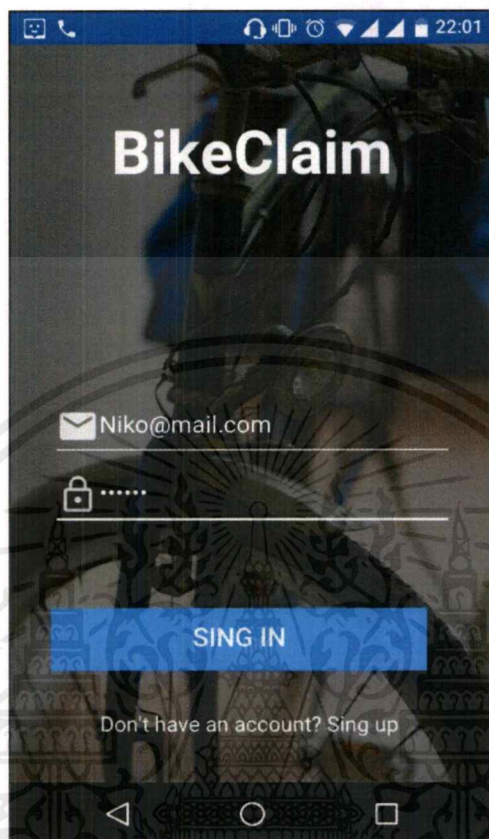 22:01
BikeClaim
Niko@mail.com
••••••
SING IN
Don't have an account? Sing up